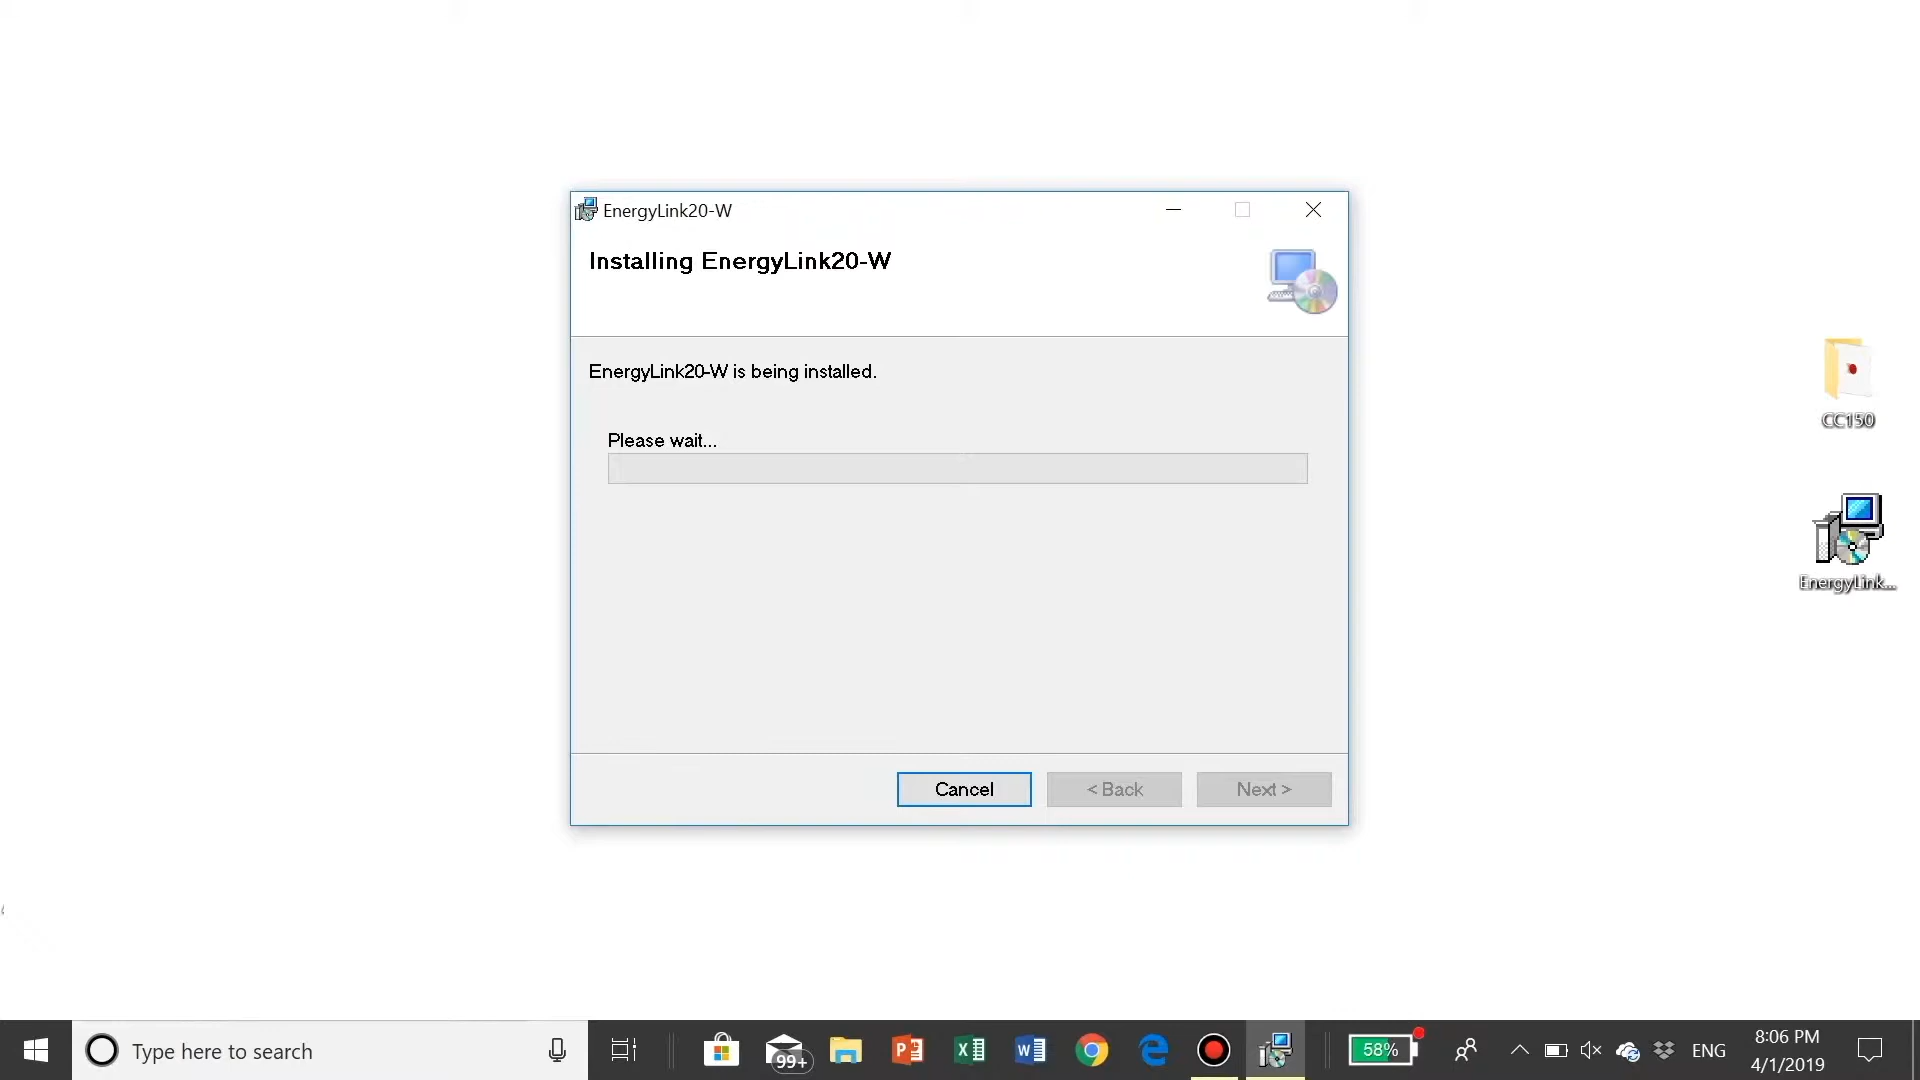 EnergyLink20-W
Installing EnergyLink20-W
EnergyLink20-W is being installed.
Please wait...
Cancel
< Back
Next >
CC150
EnergyLink...
Type here to search
99+
58%
ENG
8:06 PM
4/1/2019